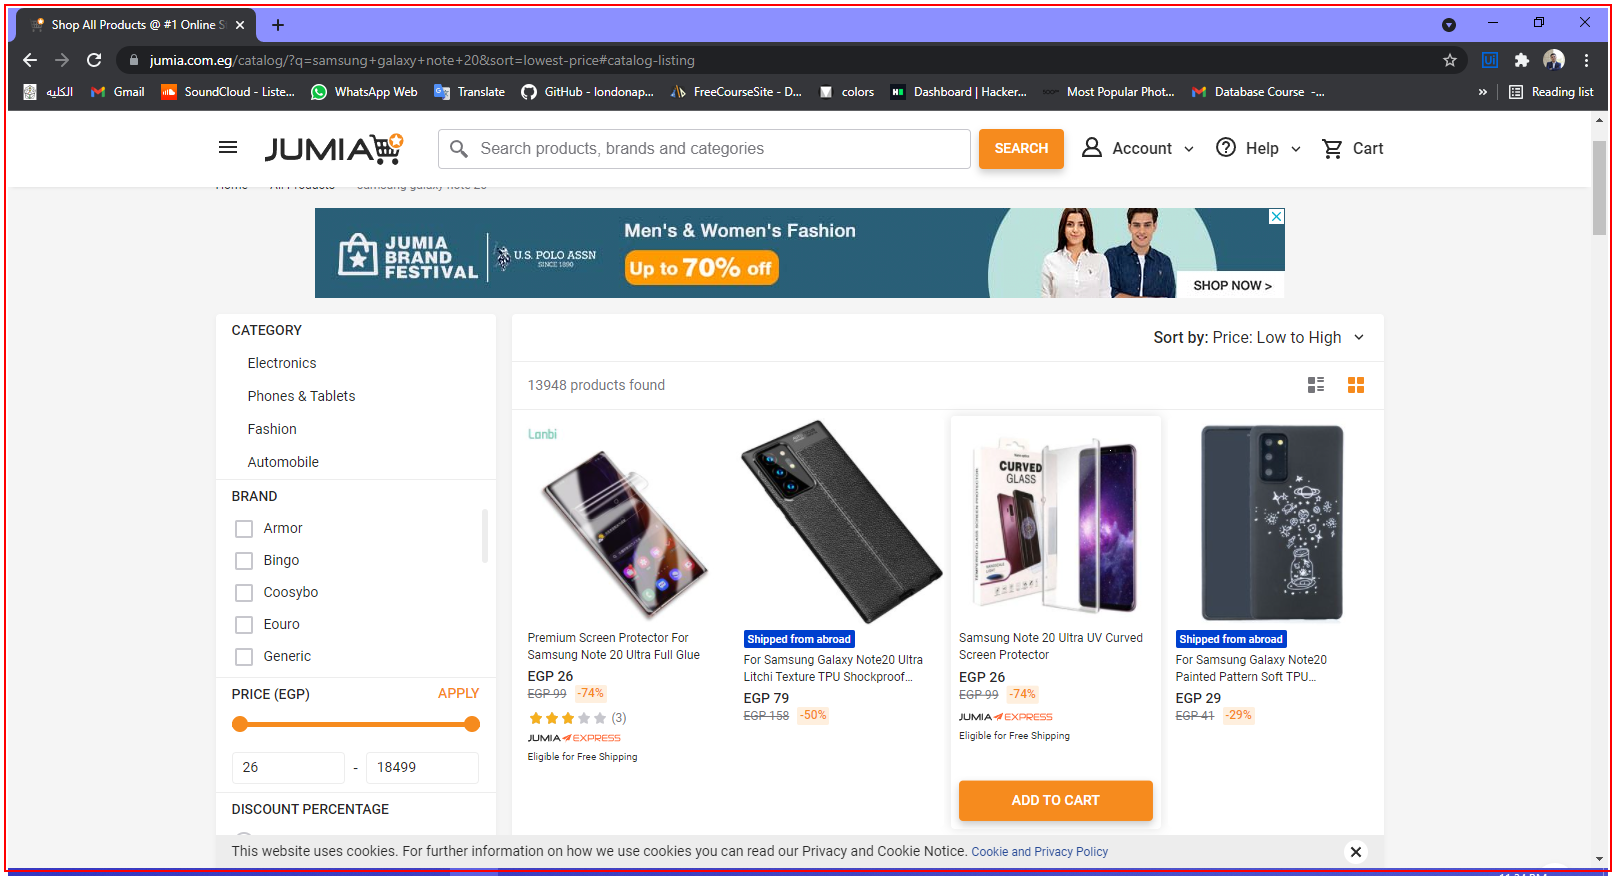 Shop All Products @ #1 Online S
jumia.com.eg/catalog/?q=samsung+galaxy+note+20&sort=lowest-price#catalog-listing
الكليه
Gmail
SoundCloud - Liste...
WhatsApp Web
Translate
GitHub - londonap...
FreeCourseSite - D...
colors
Dashboard | Hacker...
Most Popular Phot...
Database Course -...
»
Reading list
JUMIA
Search products, brands and categories
SEARCH
Account
Help
Cart
Home
All Products
Samsung galaxy note 20
JUMIA
BRAND
FESTIVAL
U.S. POLO ASSN
SINCE 1890
Men's & Women's Fashion
Up to 70% off
SHOP NOW >
CATEGORY
Electronics
Phones & Tablets
Fashion
Automobile
BRAND
Armor
Bingo
Coosybo
Eouro
Generic
PRICE (EGP)
APPLY
26 - 18499
DISCOUNT PERCENTAGE
Sort by: Price: Low to High
13948 products found
Lanbi
Premium Screen Protector For
Samsung Note 20 Ultra Full Glue
EGP 26
EGP 99 -74%
(3)
JUMIA EXPRESS
Eligible for Free Shipping
Shipped from abroad
For Samsung Galaxy Note20 Ultra
Litchi Texture TPU Shockproof...
EGP 79
EGP 158 -50%
CURVED
GLASS
Samsung Note 20 Ultra UV Curved
Screen Protector
EGP 26
EGP 99 -74%
JUMIA EXPRESS
Eligible for Free Shipping
ADD TO CART
Shipped from abroad
For Samsung Galaxy Note20
Painted Pattern Soft TPU...
EGP 29
EGP 41 -29%
This website uses cookies. For further information on how we use cookies you can read our Privacy and Cookie Notice. Cookie and Privacy Policy